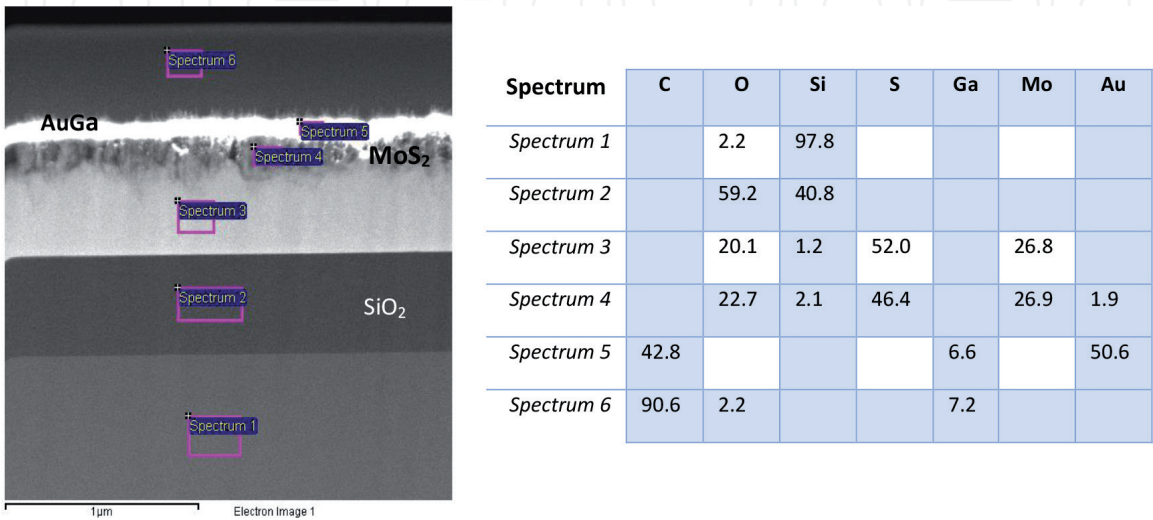 Spectrum 6
AuGa
Spectrum 5
Spectrum 4
MoS₂
Spectrum 3
Spectrum 2
SiO₂
Spectrum 1
1µm Electron Image 1
Spectrum C O Si S Ga Mo Au
Spectrum 1 2.2 97.8
Spectrum 2 59.2 40.8
Spectrum 3 20.1 1.2 52.0 26.8
Spectrum 4 22.7 2.1 46.4 26.9 1.9
Spectrum 5 42.8 6.6 50.6
Spectrum 6 90.6 2.2 7.2